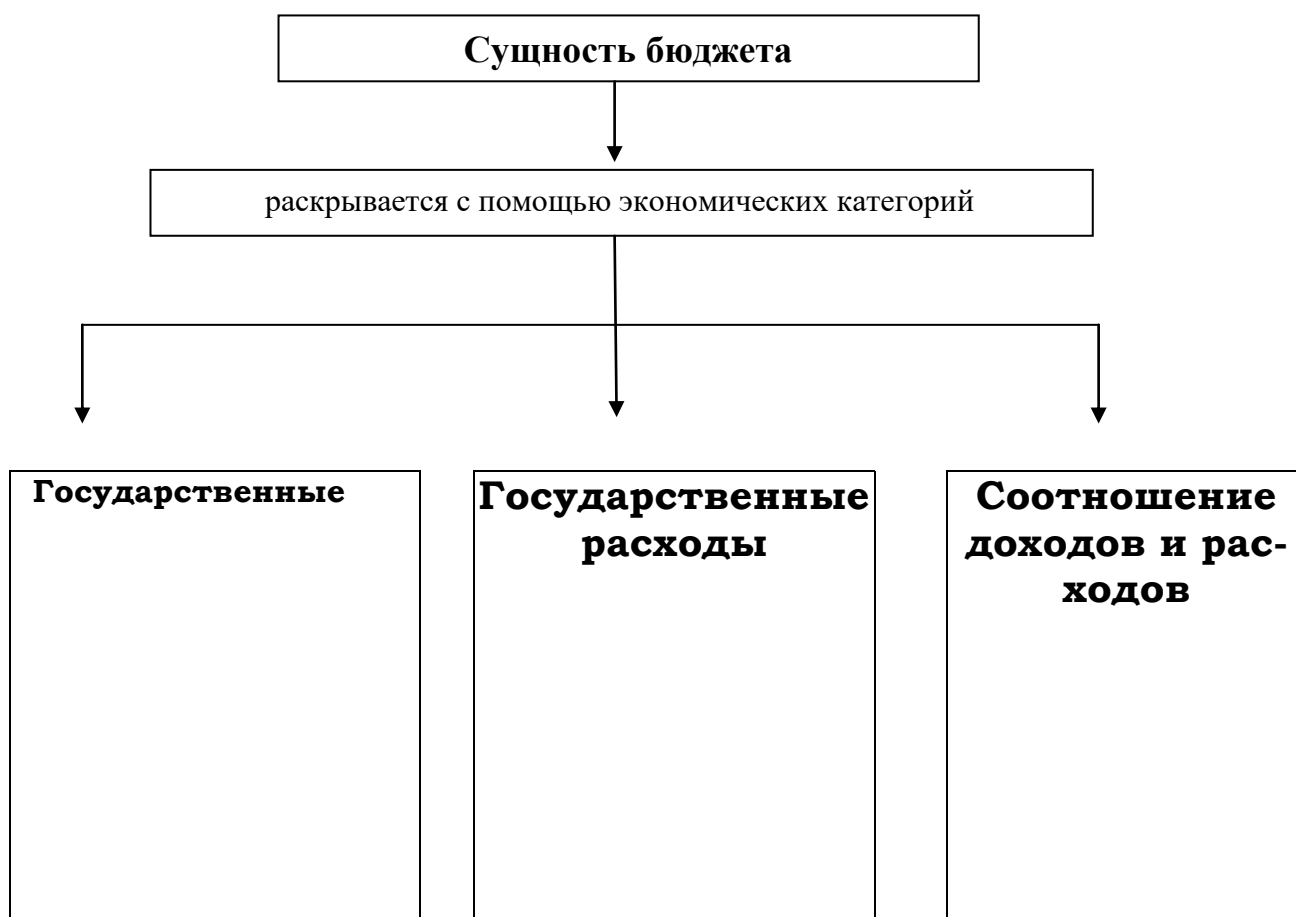 Сущность бюджета
раскрывается с помощью экономических категорий
Государственные
Государственные
расходы
Соотношение
доходов и рас-
ходов